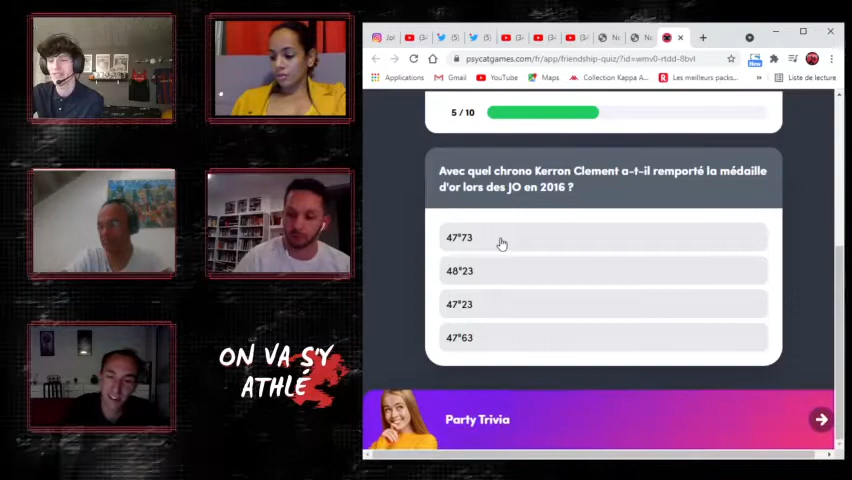 psycatgames.com/fr/app/friendship-quiz/?id=wmv0-rtdd-8bvl
Applications
Gmail
YouTube
Maps
Collection Kappa A...
Les meilleurs packs...
»
Liste de lecture
5 / 10
Avec quel chrono Kerron Clement a-t-il remporté la médaille
d'or lors des JO en 2016 ?
47"73
48"23
47"23
47"63
ON VA S'Y
ATHLÉ
Party Trivia